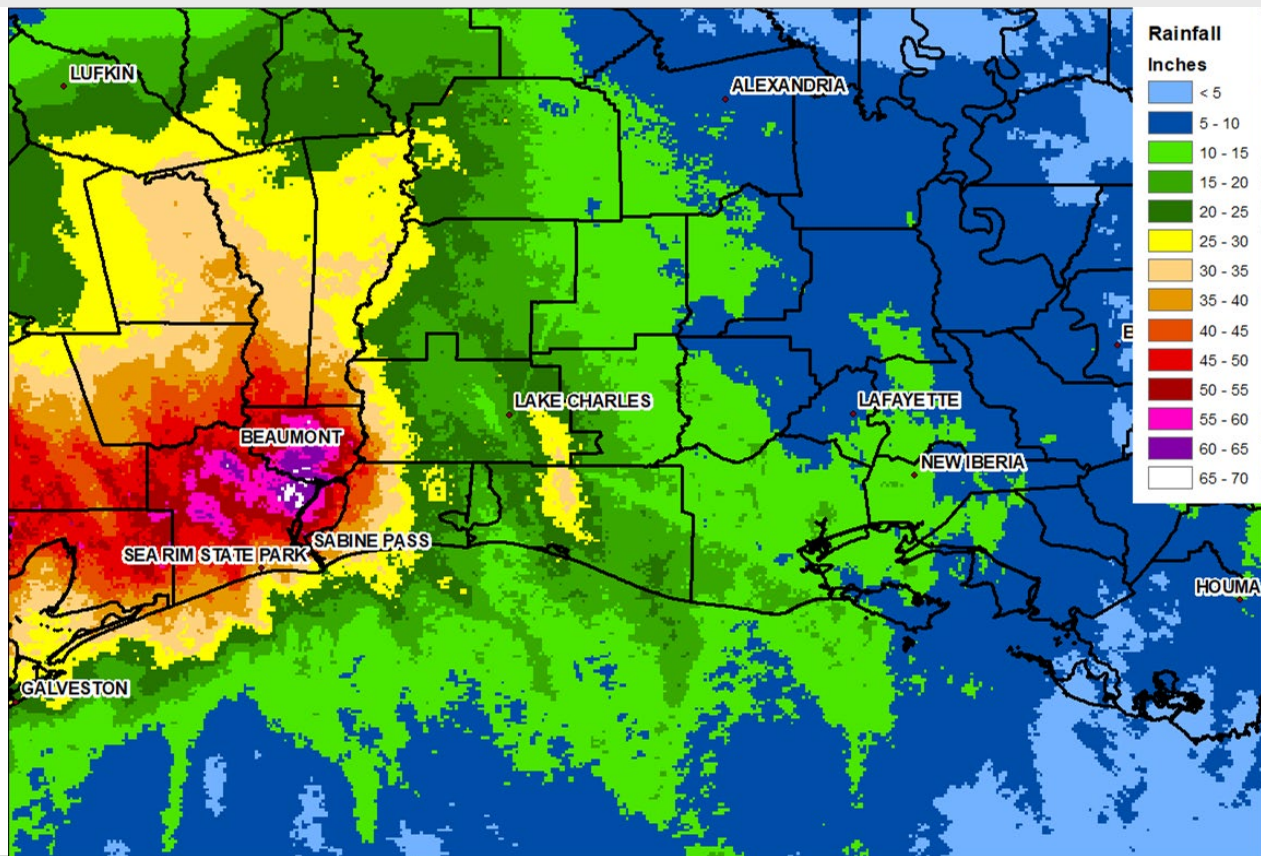 LUFKIN
ALEXANDRIA
LAKE CHARLES
LAFAYETTE
BEAUMONT
NEW IBERIA
SABINE PASS
SEA RIM STATE PARK
HOUMA
GALVESTON
B
Rainfall
Inches
< 5
5 - 10
10 - 15
15 - 20
20 - 25
25 - 30
30 - 35
35 - 40
40 - 45
45 - 50
50 - 55
55 - 60
60 - 65
65 - 70